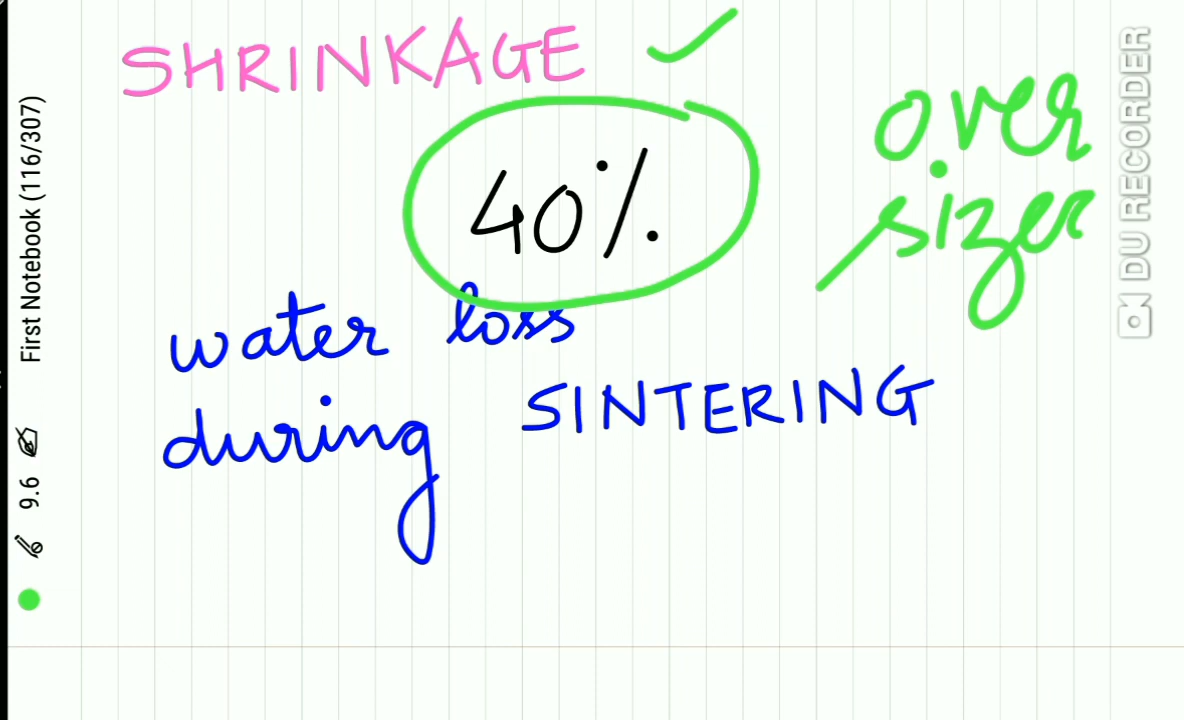 SHRINKAGE ✓
40%
over
sized
water loss
during SINTERING
First Notebook (116/307)
9.6
DU RECORDER